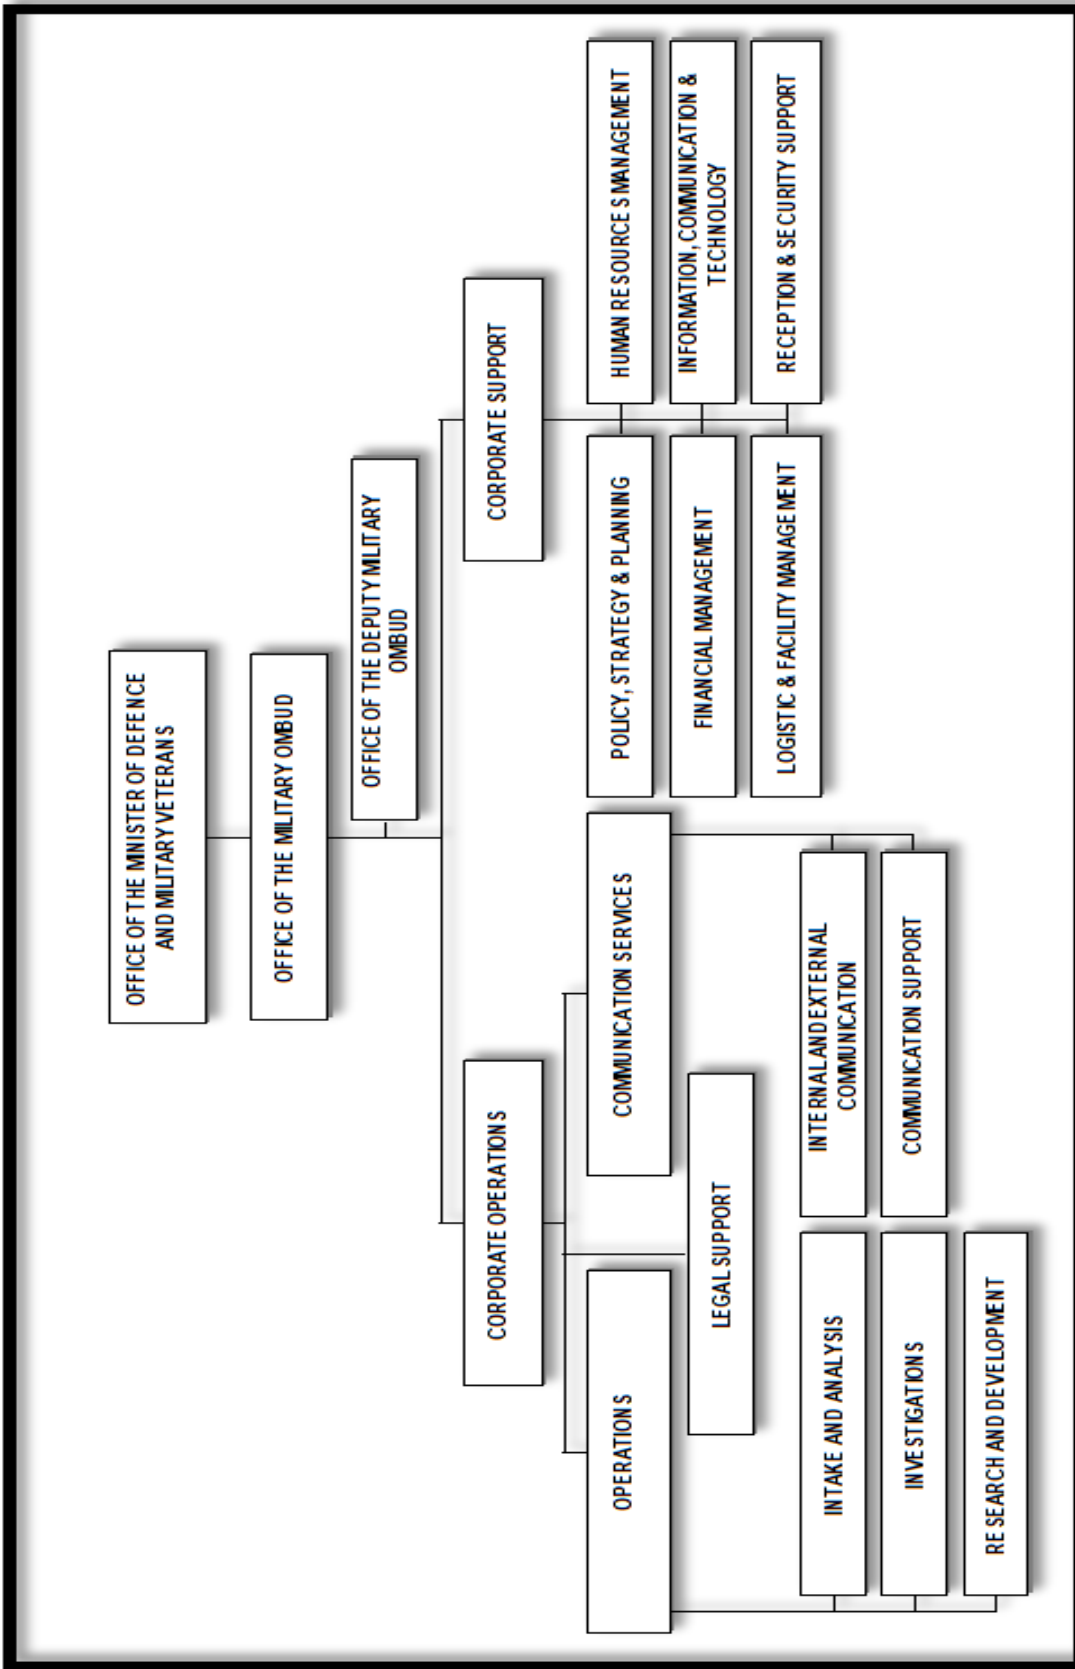 OFFICE OF THE MINISTER OF DEFENCE
AND MILITARY VETERANS
OFFICE OF THE MILITARY OMBUD
OFFICE OF THE DEPUTY MILITARY
OMBUD
CORPORATE OPERATIONS
CORPORATE SUPPORT
OPERATIONS
COMMUNICATION SERVICES
LEGAL SUPPORT
INTAKE AND ANALYSIS
INVESTIGATIONS
RESEARCH AND DEVELOPMENT
INTERNAL AND EXTERNAL
COMMUNICATION
COMMUNICATION SUPPORT
POLICY, STRATEGY & PLANNING
HUMAN RESOURCES MANAGEMENT
FINANCIAL MANAGEMENT
INFORMATION, COMMUNICATION &
TECHNOLOGY
LOGISTIC & FACILITY MANAGEMENT
RECEPTION & SECURITY SUPPORT